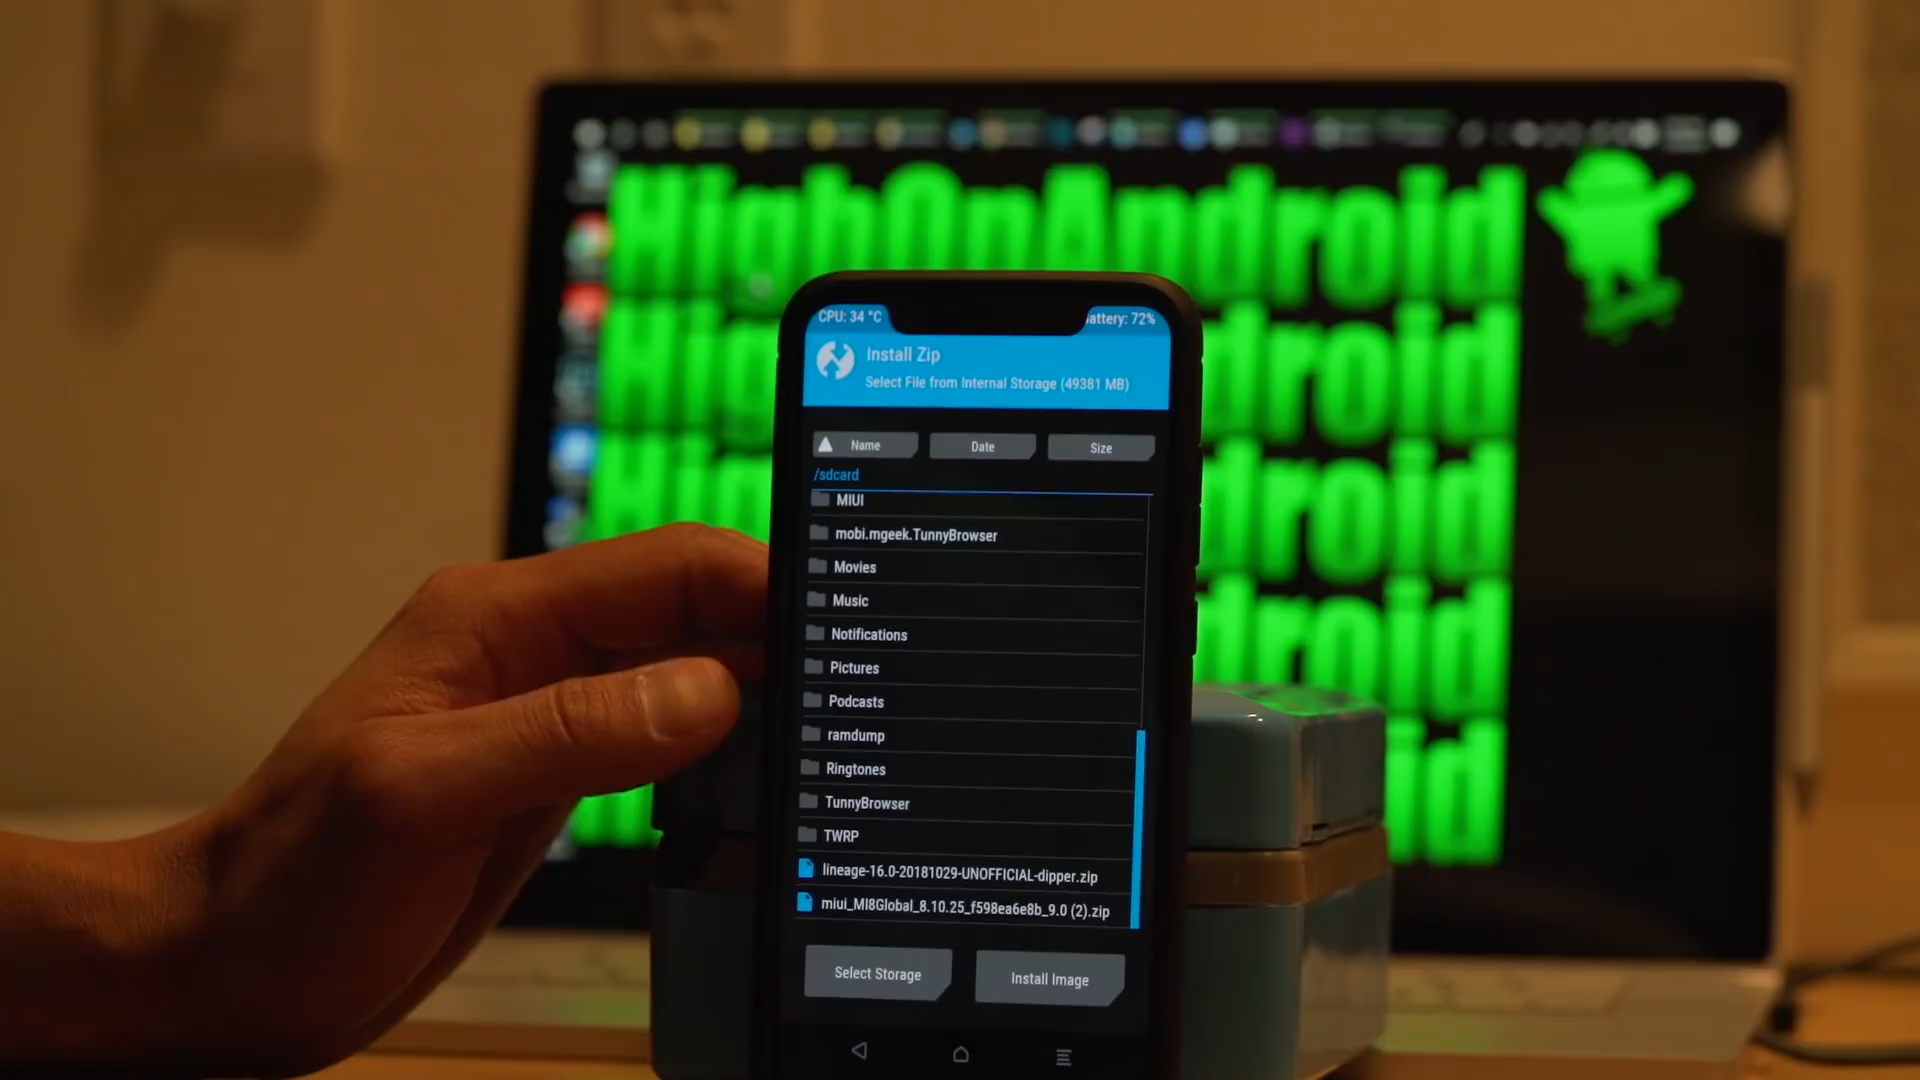 HighOnAndroid
CPU: 34 °C
attery: 72%
Install Zip
Select File from Internal Storage (49381 MB)
Name
Date
Size
/sdcard
MIUI
mobi.mgeek.TunnyBrowser
Movies
Music
Notifications
Pictures
Podcasts
ramdump
Ringtones
TunnyBrowser
TWRP
lineage-16.0-20181029-UNOFFICIAL-dipper.zip
miui_MI8Global_8.10.25_f598ea6e8b_9.0 (2).zip
Select Storage
Install Image